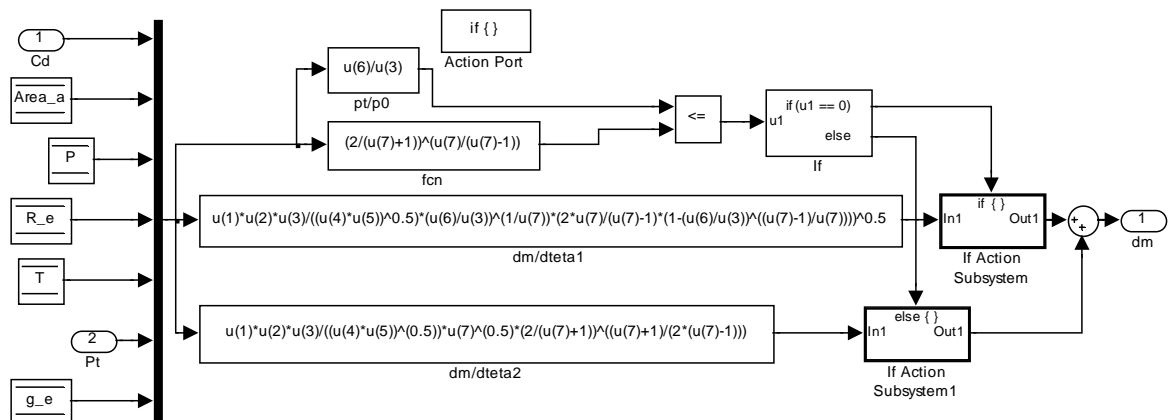 1
Cd
Area_a
P
R_e
T
2
Pt
g_e
if { }
Action Port
u(6)/u(3)
pt/p0
(2/(u(7)+1))^(u(7)/(u(7)-1))
fcn
<=
if (u1 == 0)
u1
else
If
u(1)*u(2)*u(3)/((u(4)*u(5))^0.5)*(u(6)/u(3))^(1/u(7))*(2*u(7)/(u(7)-1)*(1-(u(6)/u(3))^((u(7)-1)/u(7))))^0.5
dm/dteta1
u(1)*u(2)*u(3)/((u(4)*u(5))^(0.5))*u(7)^(0.5)*(2/(u(7)+1))^((u(7)+1)/(2*(u(7)-1)))
dm/dteta2
if { }
In1 Out1
If Action
Subsystem
else { }
In1 Out1
If Action
Subsystem1
+
+
1
dm